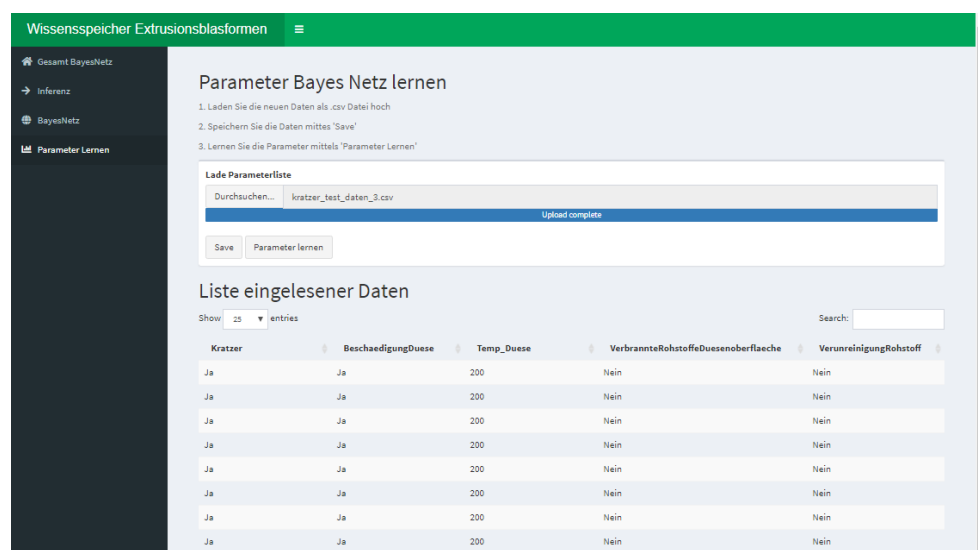 Wissensspeicher Extrusionsblasformen
Gesamt BayesNetz
Inferenz
BayesNetz
Parameter Lernen
Parameter Bayes Netz lernen
1. Laden Sie die neuen Daten als .csv Datei hoch
2. Speichern Sie die Daten mittes 'Save'
3. Lernen Sie die Parameter mittels 'Parameter Lernen'
Lade Parameterliste
Durchsuchen... kratzer_test_daten_3.csv
Upload complete
Save Parameter lernen
Liste eingelesener Daten
Show 25 entries Search:
Kratzer BeschaedigungDuese Temp_Duese VerbrannteRohstoffeDuesenoberflaeche VerunreinigungRohstoff
Ja Ja 200 Nein Nein
Ja Ja 200 Nein Nein
Ja Ja 200 Nein Nein
Ja Ja 200 Nein Nein
Ja Ja 200 Nein Nein
Ja Ja 200 Nein Nein
Ja Ja 200 Nein Nein
Ja Ja 200 Nein Nein